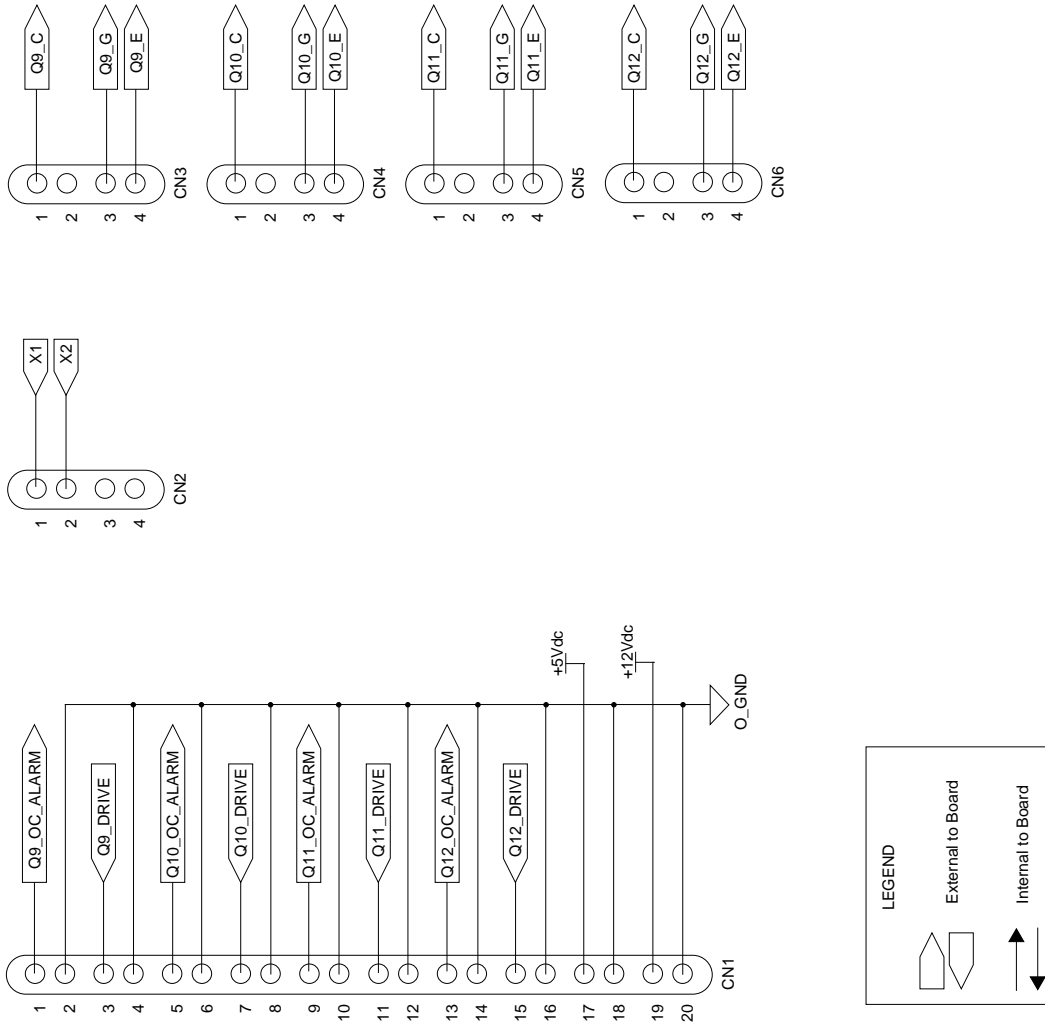 Q9_C
Q9_G
Q9_E
1
2
3
4
CN3
Q10_C
Q10_G
Q10_E
1
2
3
4
CN4
Q11_C
Q11_G
Q11_E
1
2
3
4
CN5
Q12_C
Q12_G
Q12_E
1
2
3
4
CN6
X1
X2
1
2
3
4
CN2
Q9_OC_ALARM
Q9_DRIVE
Q10_OC_ALARM
Q10_DRIVE
Q11_OC_ALARM
Q11_DRIVE
Q12_OC_ALARM
Q12_DRIVE
+5Vdc
+12Vdc
O_GND
1
2
3
4
5
6
7
8
9
10
11
12
13
14
15
16
17
18
19
20
CN1
LEGEND
External to Board
Internal to Board